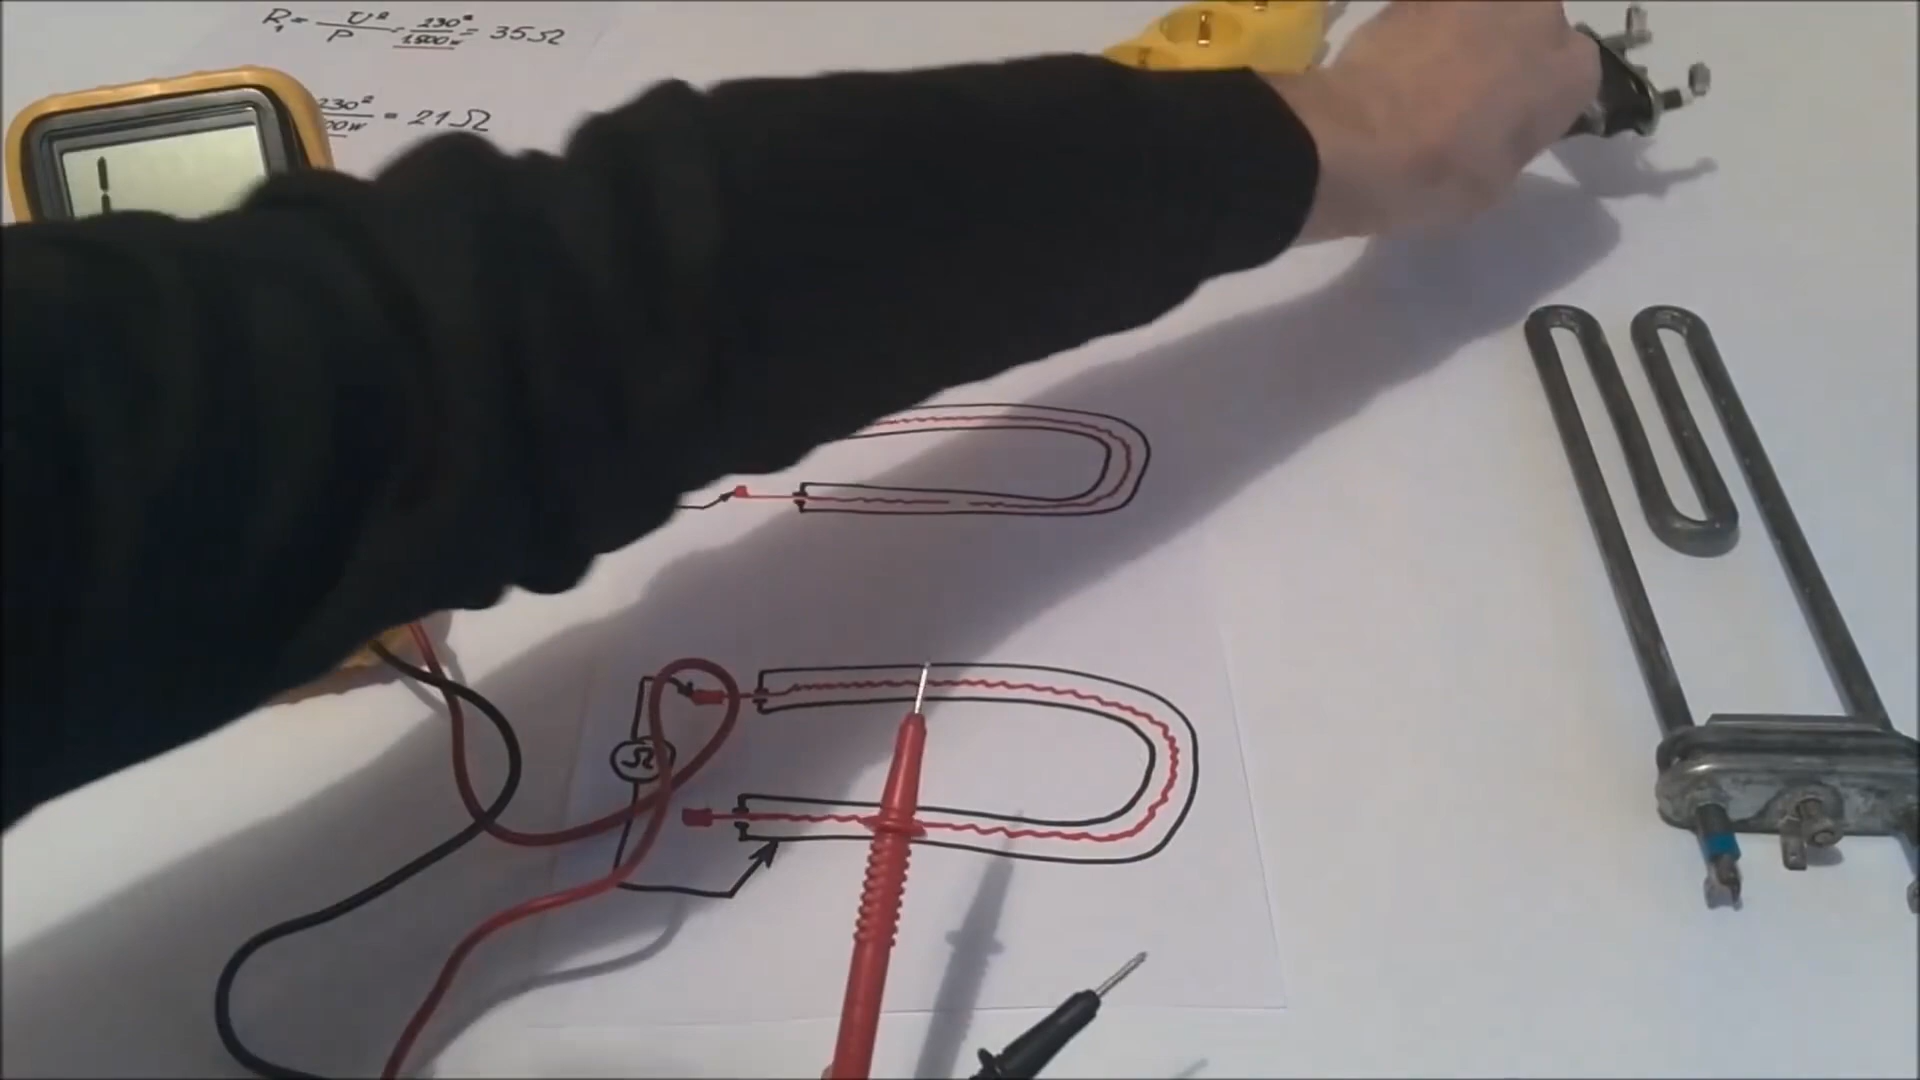 R₁ = U² / P = 230² / 1500w = 35Ω
230² / 00w = 21Ω
Ω